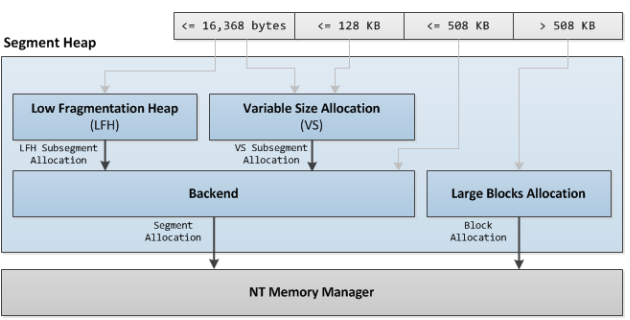 <= 16,368 bytes <= 128 KB <= 508 KB > 508 KB
Segment Heap
Low Fragmentation Heap
(LFH)
Variable Size Allocation
(VS)
LFH Subsegment
Allocation
VS Subsegment
Allocation
Backend
Large Blocks Allocation
Segment
Allocation
Block
Allocation
NT Memory Manager